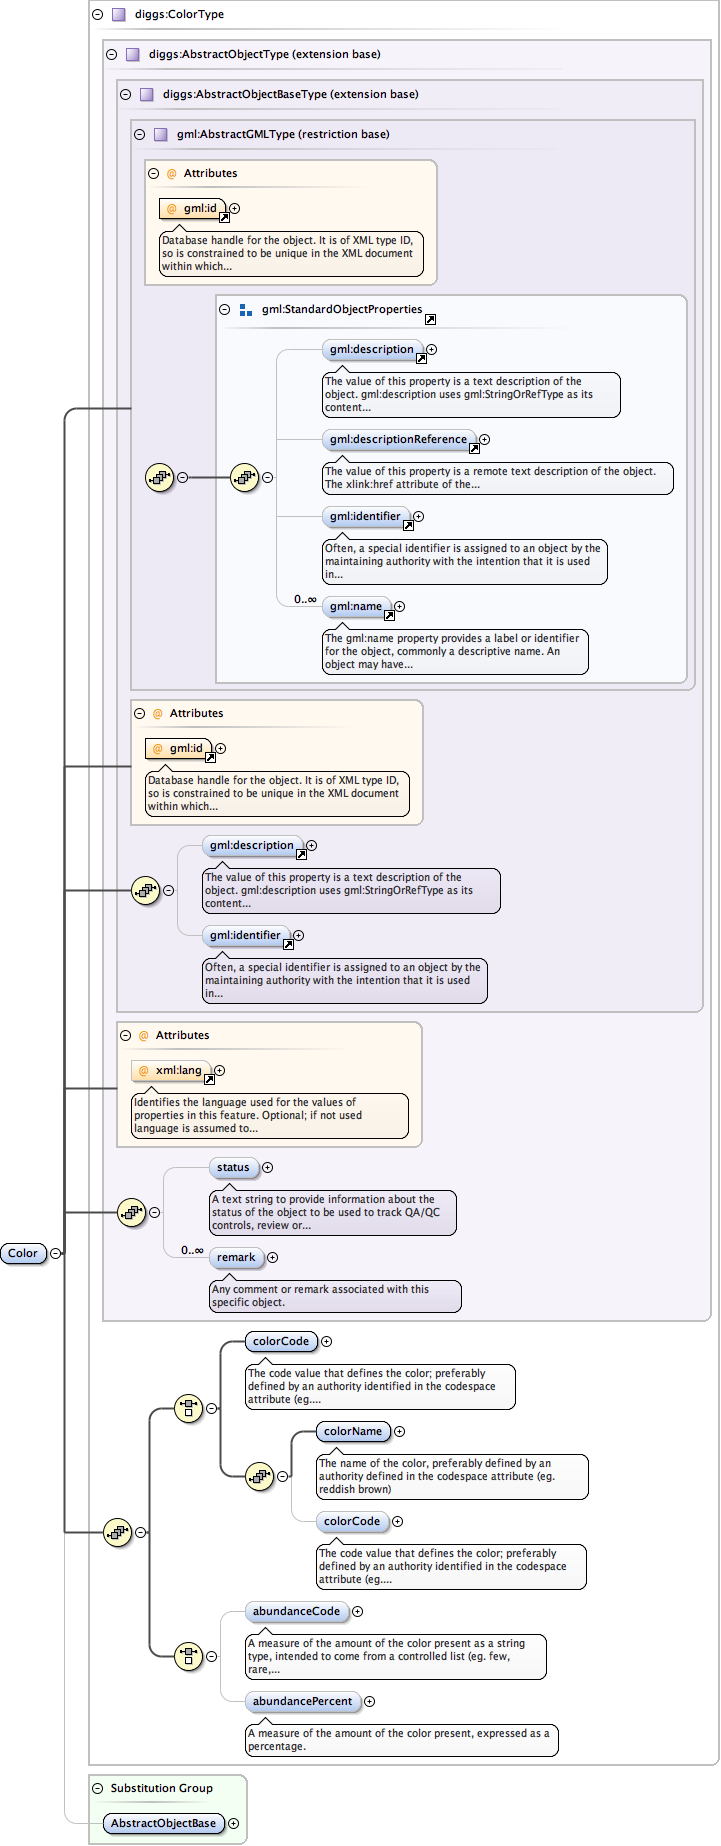 diggs:ColorType
diggs:AbstractObjectType (extension base)
diggs:AbstractObjectBaseType (extension base)
gml:AbstractGMLType (restriction base)
@ Attributes
@ gml:id
Database handle for the object. It is of XML type ID,
so is constrained to be unique in the XML document
within which...
gml:StandardObjectProperties
gml:description
The value of this property is a text description of the
object. gml:description uses gml:StringOrRefType as its
content...
gml:descriptionReference
The value of this property is a remote text description of the object.
The xlink:href attribute of the...
gml:identifier
Often, a special identifier is assigned to an object by the
maintaining authority with the intention that it is used
in...
0..∞
gml:name
The gml:name property provides a label or identifier
for the object, commonly a descriptive name. An
object may have...
@ Attributes
@ gml:id
Database handle for the object. It is of XML type ID,
so is constrained to be unique in the XML document
within which...
gml:description
The value of this property is a text description of the
object. gml:description uses gml:StringOrRefType as its
content...
gml:identifier
Often, a special identifier is assigned to an object by the
maintaining authority with the intention that it is used
in...
@ Attributes
@ xml:lang
Identifies the language used for the values of
properties in this feature. Optional; if not used
language is assumed to...
status
A text string to provide information about the
status of the object to be used to track QA/QC
controls, review or...
0..∞
remark
Any comment or remark associated with this
specific object.
Color
colorCode
The code value that defines the color; preferably
defined by an authority identified in the codespace
attribute (eg....
colorName
The name of the color, preferably defined by an
authority defined in the codespace attribute (eg.
reddish brown)
colorCode
The code value that defines the color; preferably
defined by an authority identified in the codespace
attribute (eg....
abundanceCode
A measure of the amount of the color present as a string
type, intended to come from a controlled list (eg. few,
rare,...
abundancePercent
A measure of the amount of the color present, expressed as a
percentage.
Substitution Group
AbstractObjectBase